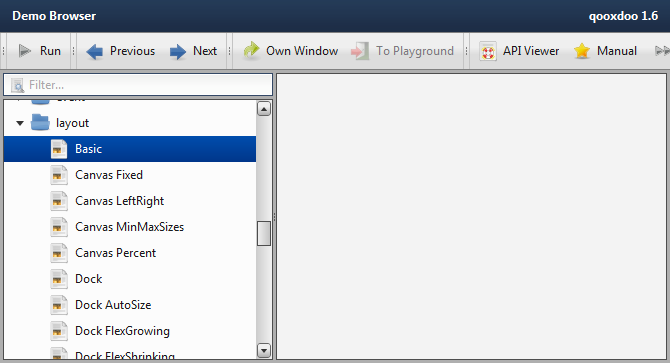 Demo Browser qooxdoo 1.6
Run Previous Next Own Window To Playground API Viewer Manual
Filter...
event
layout
Basic
Canvas Fixed
Canvas LeftRight
Canvas MinMaxSizes
Canvas Percent
Dock
Dock AutoSize
Dock FlexGrowing
Dock FlexShrinking